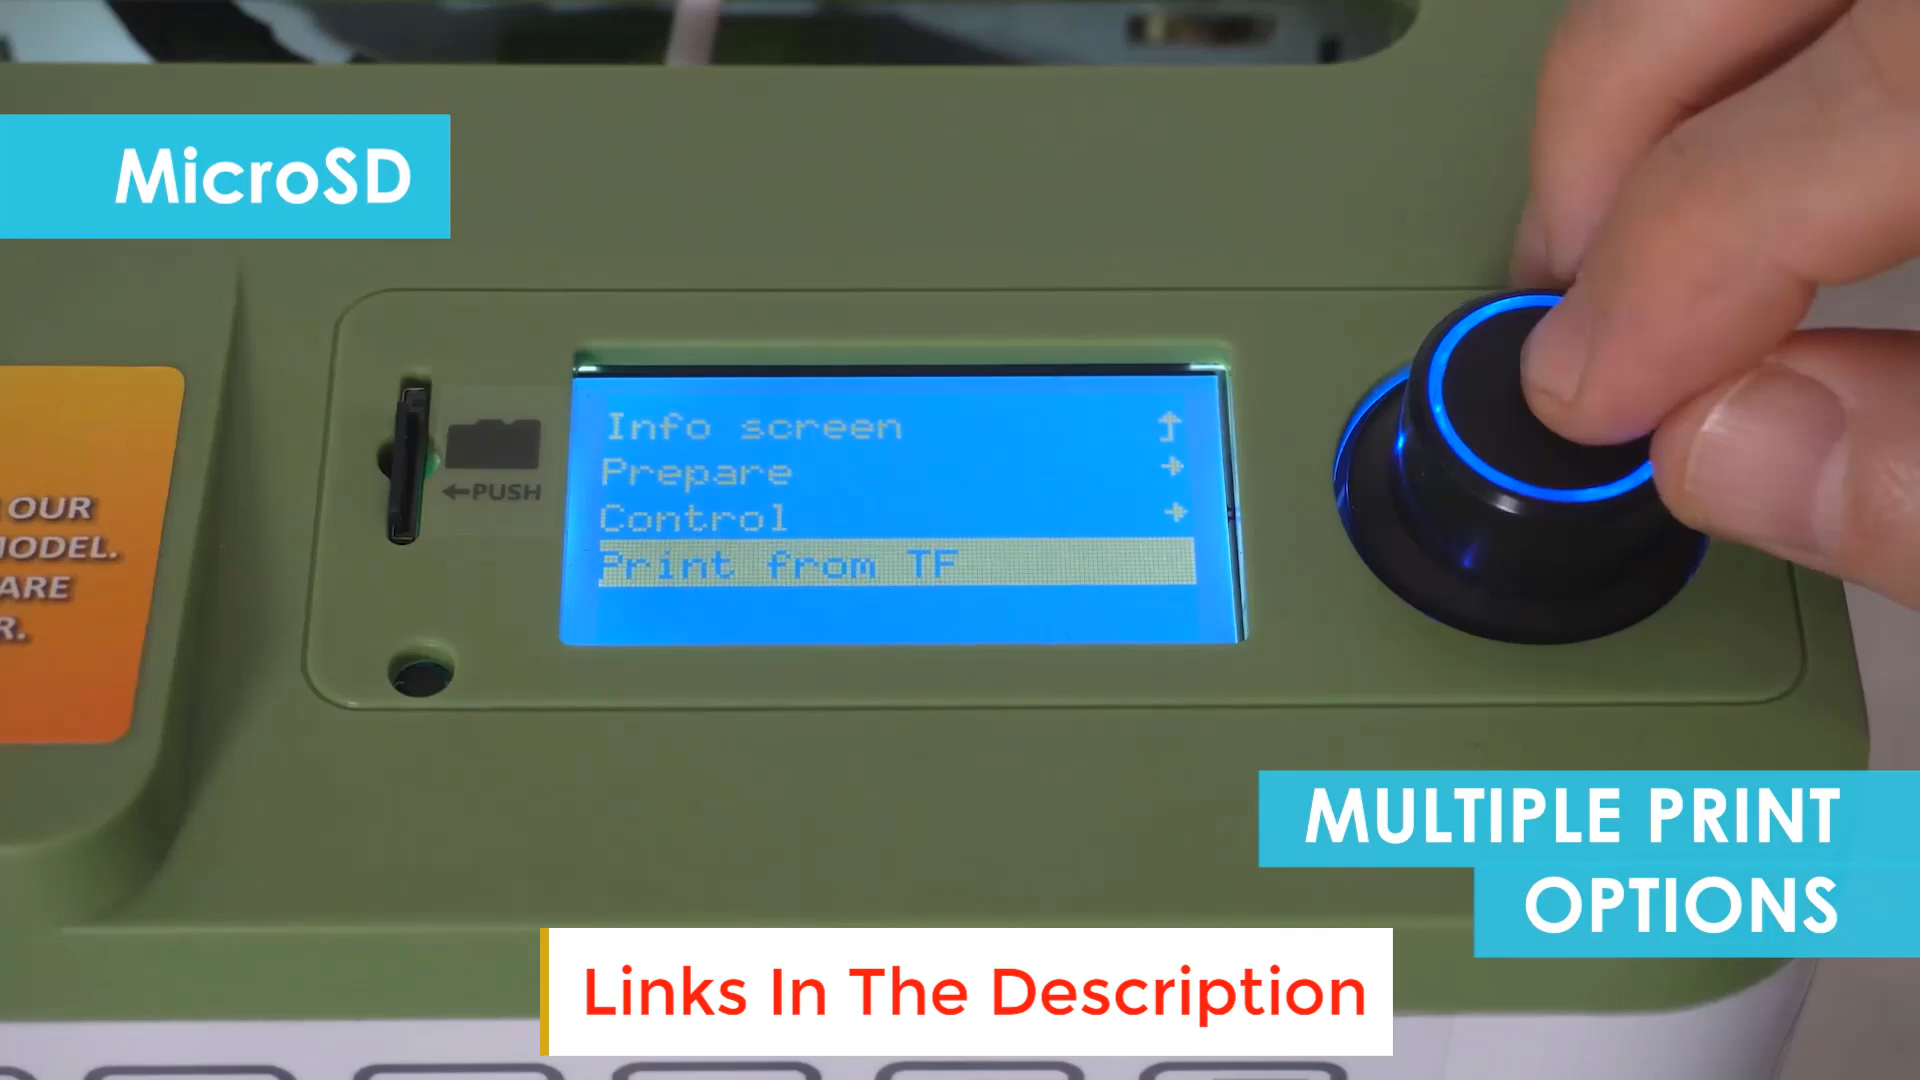 MicroSD
OUR
ODEL.
ARE
R.
←PUSH
Info screen
Prepare
Control
Print from TF
MULTIPLE PRINT
OPTIONS
Links In The Description